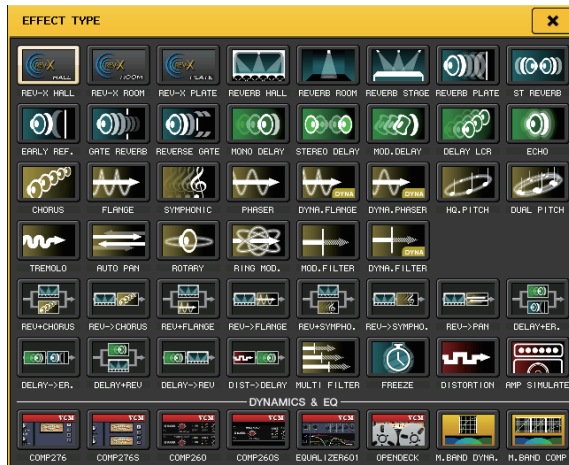 EFFECT TYPE
REV-X HALL REV-X ROOM REV-X PLATE REVERB HALL REVERB ROOM REVERB STAGE REVERB PLATE ST REVERB
EARLY REF. GATE REVERB REVERSE GATE MONO DELAY STEREO DELAY MOD.DELAY DELAY LCR ECHO
CHORUS FLANGE SYMPHONIC PHASER DYNA.FLANGE DYNA.PHASER HQ.PITCH DUAL PITCH
TREMOLO AUTO PAN ROTARY RING MOD. MOD.FILTER DYNA.FILTER
REV+CHORUS REV->CHORUS REV+FLANGE REV->FLANGE REV+SYMPHO. REV->SYMPHO. REV->PAN DELAY+ER.
DELAY->ER. DELAY+REV DELAY->REV DIST->DELAY MULTI FILTER FREEZE DISTORTION AMP SIMULATE
DYNAMICS & EQ
COMP276 COMP276S COMP260 COMP260S EQUALIZER601 OPENDECK M.BAND DYNA. M.BAND COMP